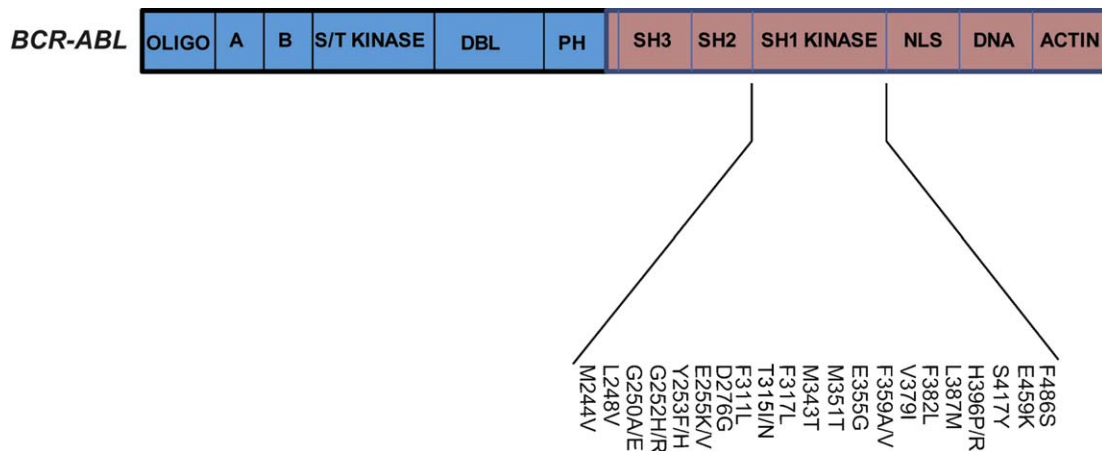 BCR-ABL
OLIGO
A
B
S/T KINASE
DBL
PH
SH3
SH2
SH1 KINASE
NLS
DNA
ACTIN
M244V
L248V
G250A/E
G252H/R
Y253F/H
E255K/V
D276G
F311L
T315I/N
F317L
M343T
M351T
E355G
F359A/V
V379I
F382L
L387M
H396P/R
S417Y
E459K
F486S